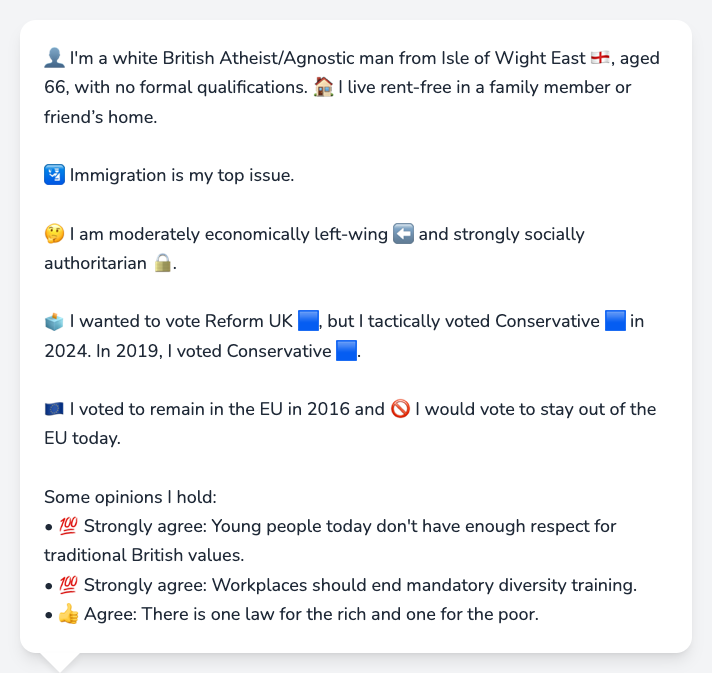 👤 I'm a white British Atheist/Agnostic man from Isle of Wight East 🏴󠁧󠁢󠁥󠁮󠁧󠁿, aged
66, with no formal qualifications. 🏠 I live rent-free in a family member or
friend’s home.
🛂 Immigration is my top issue.
🤔 I am moderately economically left-wing ⬅️ and strongly socially
authoritarian 🔒.
🗳️ I wanted to vote Reform UK 🟦, but I tactically voted Conservative 🟦 in
2024. In 2019, I voted Conservative 🟦.
🇪🇺 I voted to remain in the EU in 2016 and 🚫 I would vote to stay out of the
EU today.
Some opinions I hold:
• 💯 Strongly agree: Young people today don't have enough respect for
traditional British values.
• 💯 Strongly agree: Workplaces should end mandatory diversity training.
• 👍 Agree: There is one law for the rich and one for the poor.